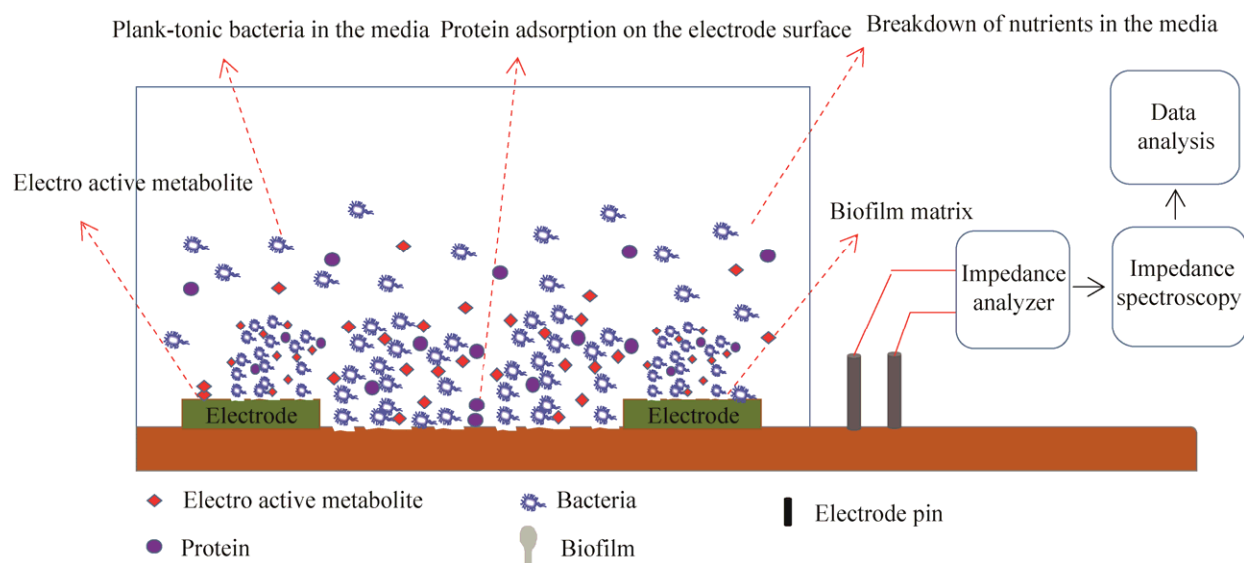 Plank-tonic bacteria in the media
Protein adsorption on the electrode surface
Breakdown of nutrients in the media
Data
analysis
Electro active metabolite
Biofilm matrix
Impedance
analyzer
Impedance
spectroscopy
Electrode
Electrode
Electro active metabolite
Bacteria
Electrode pin
Protein
Biofilm